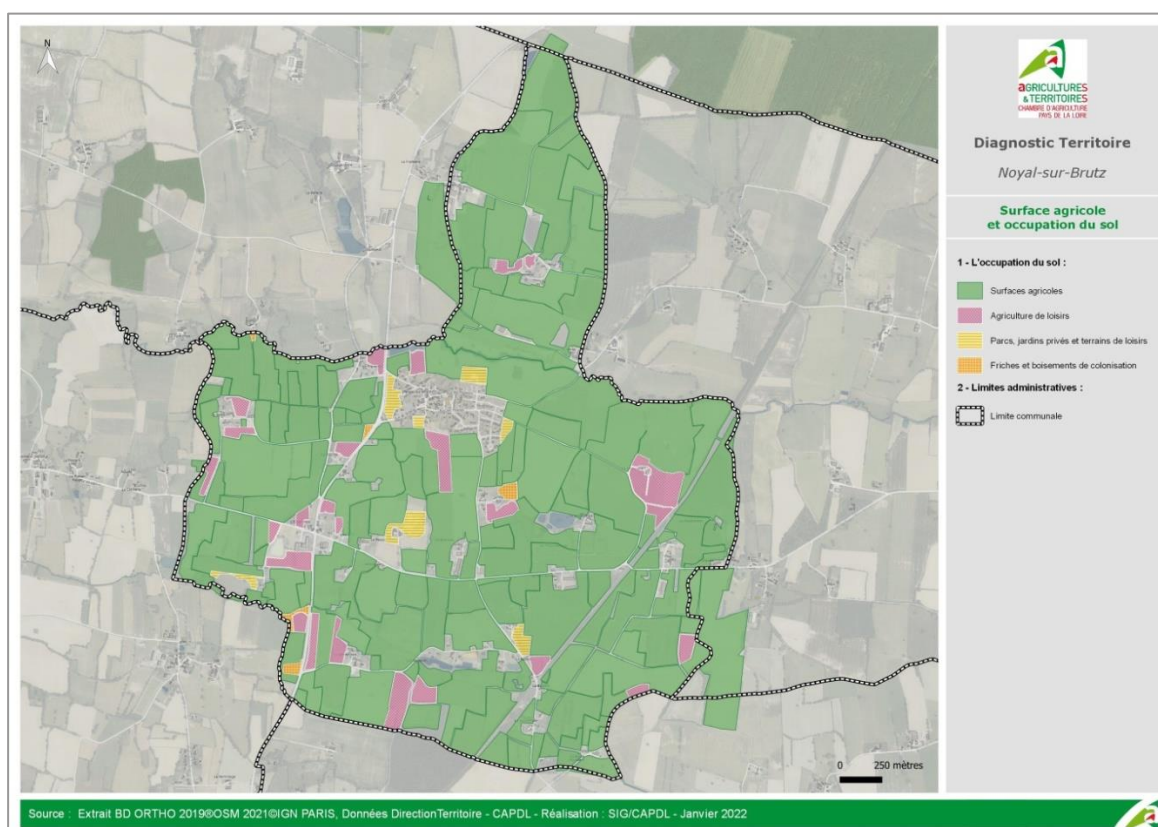 N
aGRICULTURES
& TERRITOIRES
CHAMBRE D'AGRICULTURE
PAYS DE LA LOIRE
Diagnostic Territoire
Noyal-sur-Brutz
Surface agricole
et occupation du sol
1 - L'occupation du sol :
Surfaces agricoles
Agriculture de loisirs
Parcs, jardins privés et terrains de loisirs
Friches et boisements de colonisation
2 - Limites administratives :
Limite communale
0 250 mètres
Source : Extrait BD ORTHO 2019®OSM 2021©IGN PARIS, Données DirectionTerritoire - CAPDL - Réalisation : SIG/CAPDL - Janvier 2022